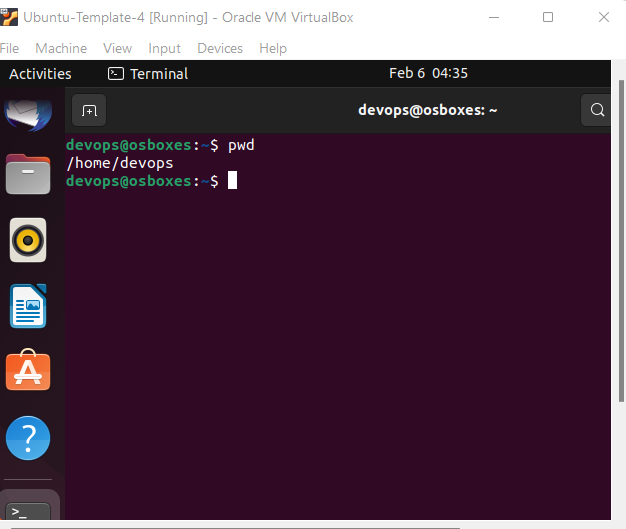 Ubuntu-Template-4 [Running] - Oracle VM VirtualBox
File Machine View Input Devices Help
Activities Terminal Feb 6 04:35
devops@osboxes: ~
devops@osboxes:~$ pwd
/home/devops
devops@osboxes:~$